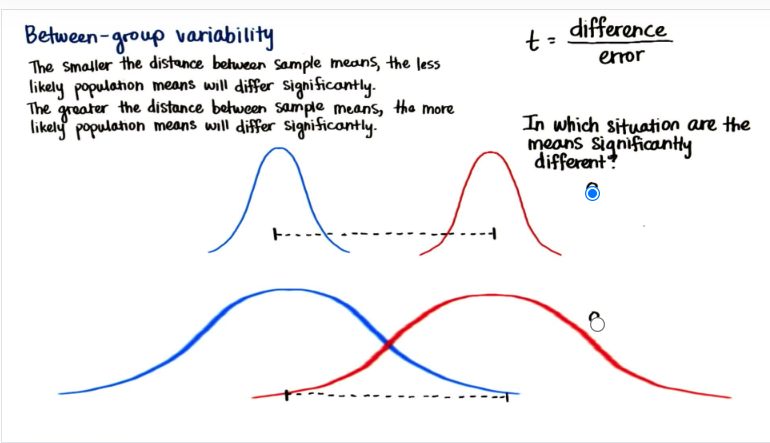 Between-group variability
The smaller the distance between sample means, the less
likely population means will differ significantly.
The greater the distance between sample means, the more
likely population means will differ significantly.
t = difference
error
In which situation are the
means significantly
different?